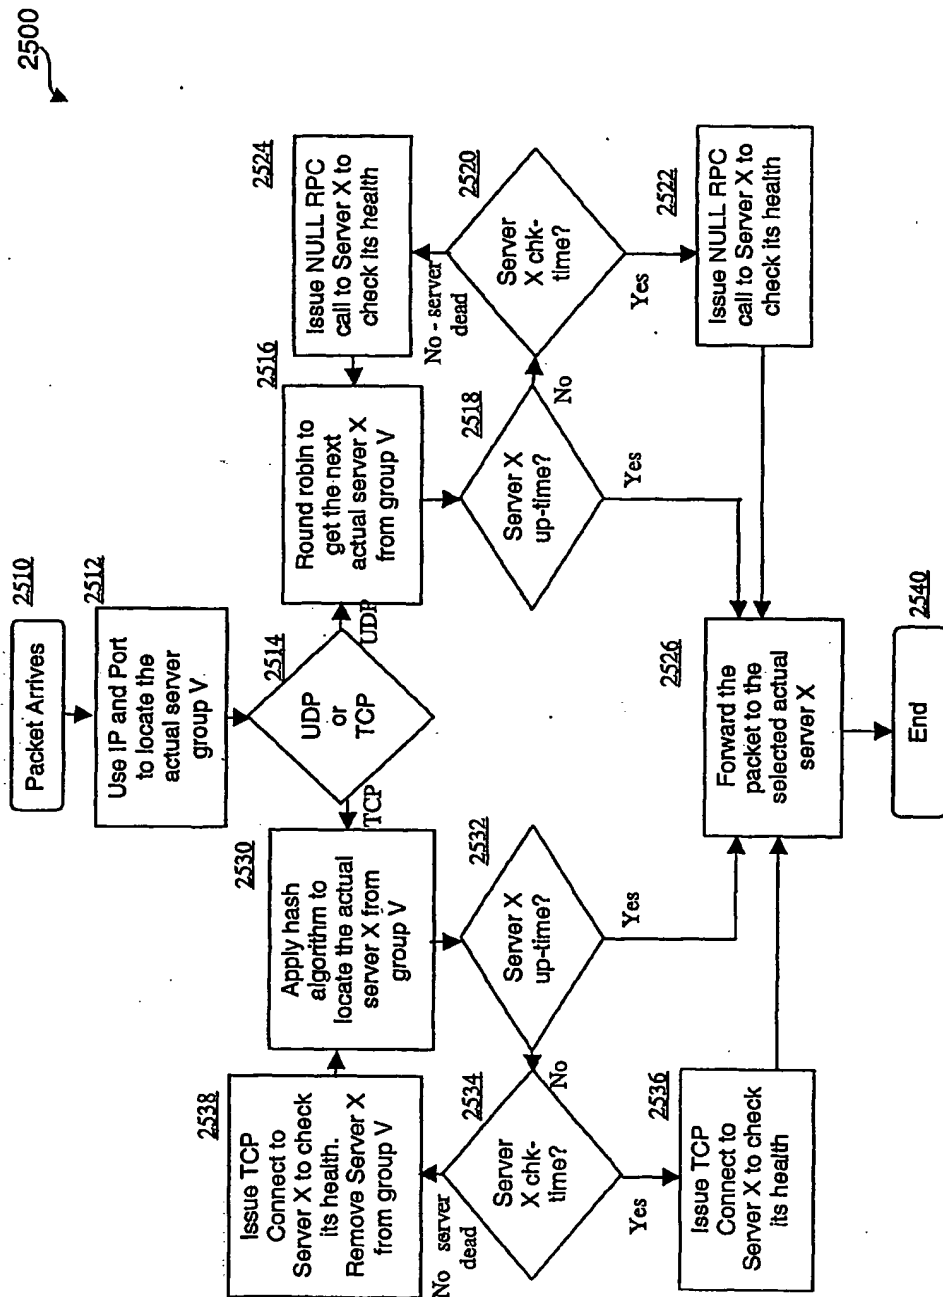 2500
2510
Packet Arrives
2512
Use IP and Port
to locate the
actual server
group V
2514
UDP
or
TCP
UDP
TCP
2516
Round robin to
get the next
actual server X
from group V
2524
Issue NULL RPC
call to Server X to
check its health
2518
Server X
up-time?
No
Yes
2520
Server
X chk-
time?
No - server
dead
Yes
2522
Issue NULL RPC
call to Server X to
check its health
2530
Apply hash
algorithm to
locate the actual
server X from
group V
2538
Issue TCP
Connect to
Server X to check
its health.
Remove Server X
from group V
2532
Server X
up-time?
No
Yes
2534
Server
X chk-
time?
No server
dead
Yes
2536
Issue TCP
Connect to
Server X to check
its health
2526
Forward the
packet to the
selected actual
server X
2540
End